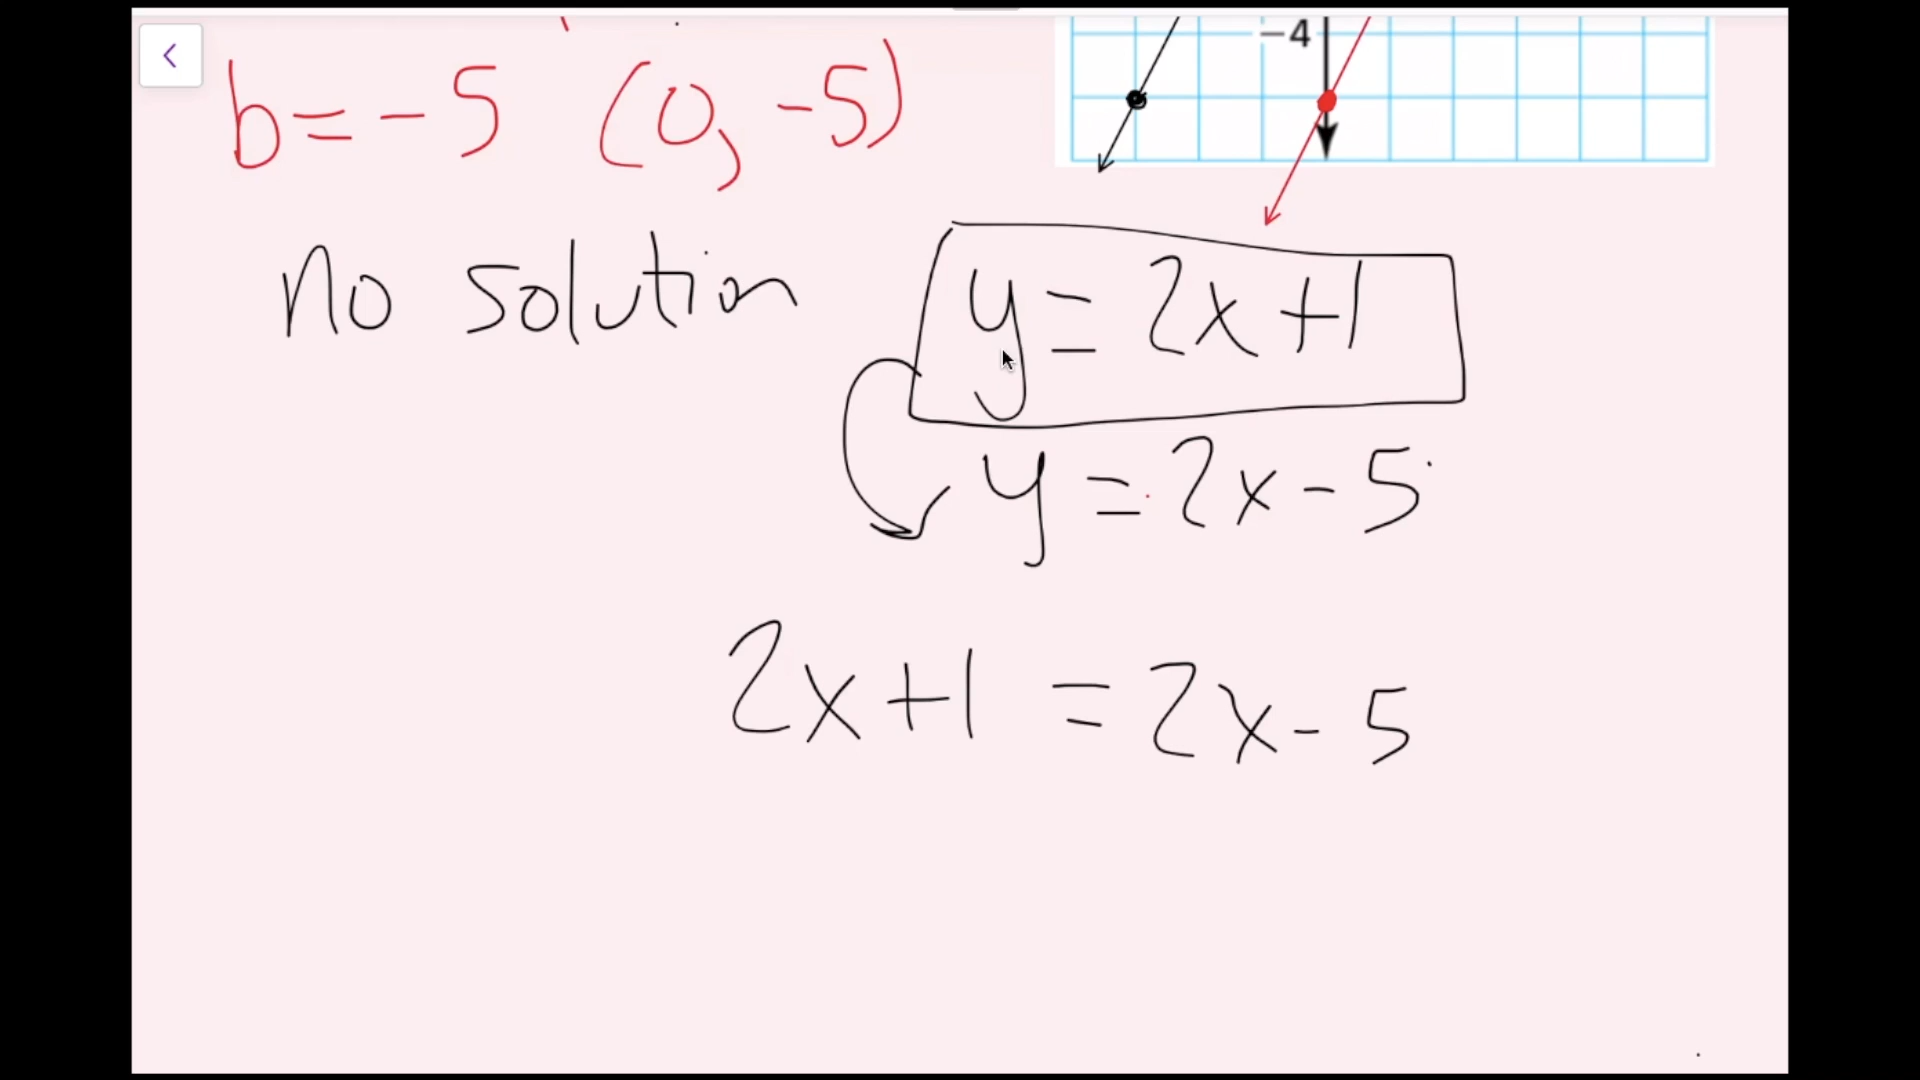 -4
b = -5 (0, -5)
no solution
y = 2x + 1
y = 2x - 5
2x + 1 = 2x - 5